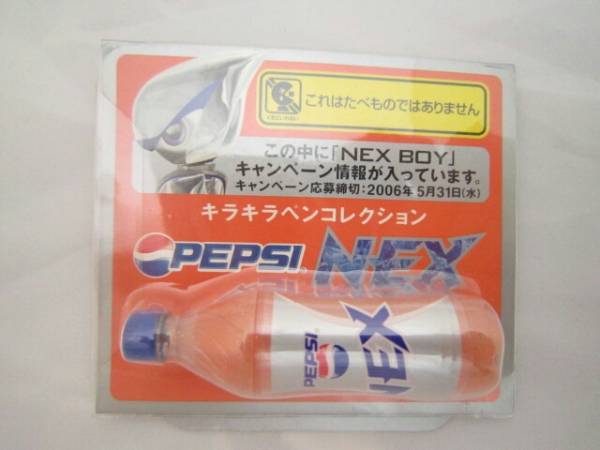 これはたべものではありません
この中に「NEX BOY」
キャンペーン情報が入っています。
キャンペーン応募締切：2006年5月31日（水）
キラキラペンコレクション
PEPSI NEX
PEPSI
NEX